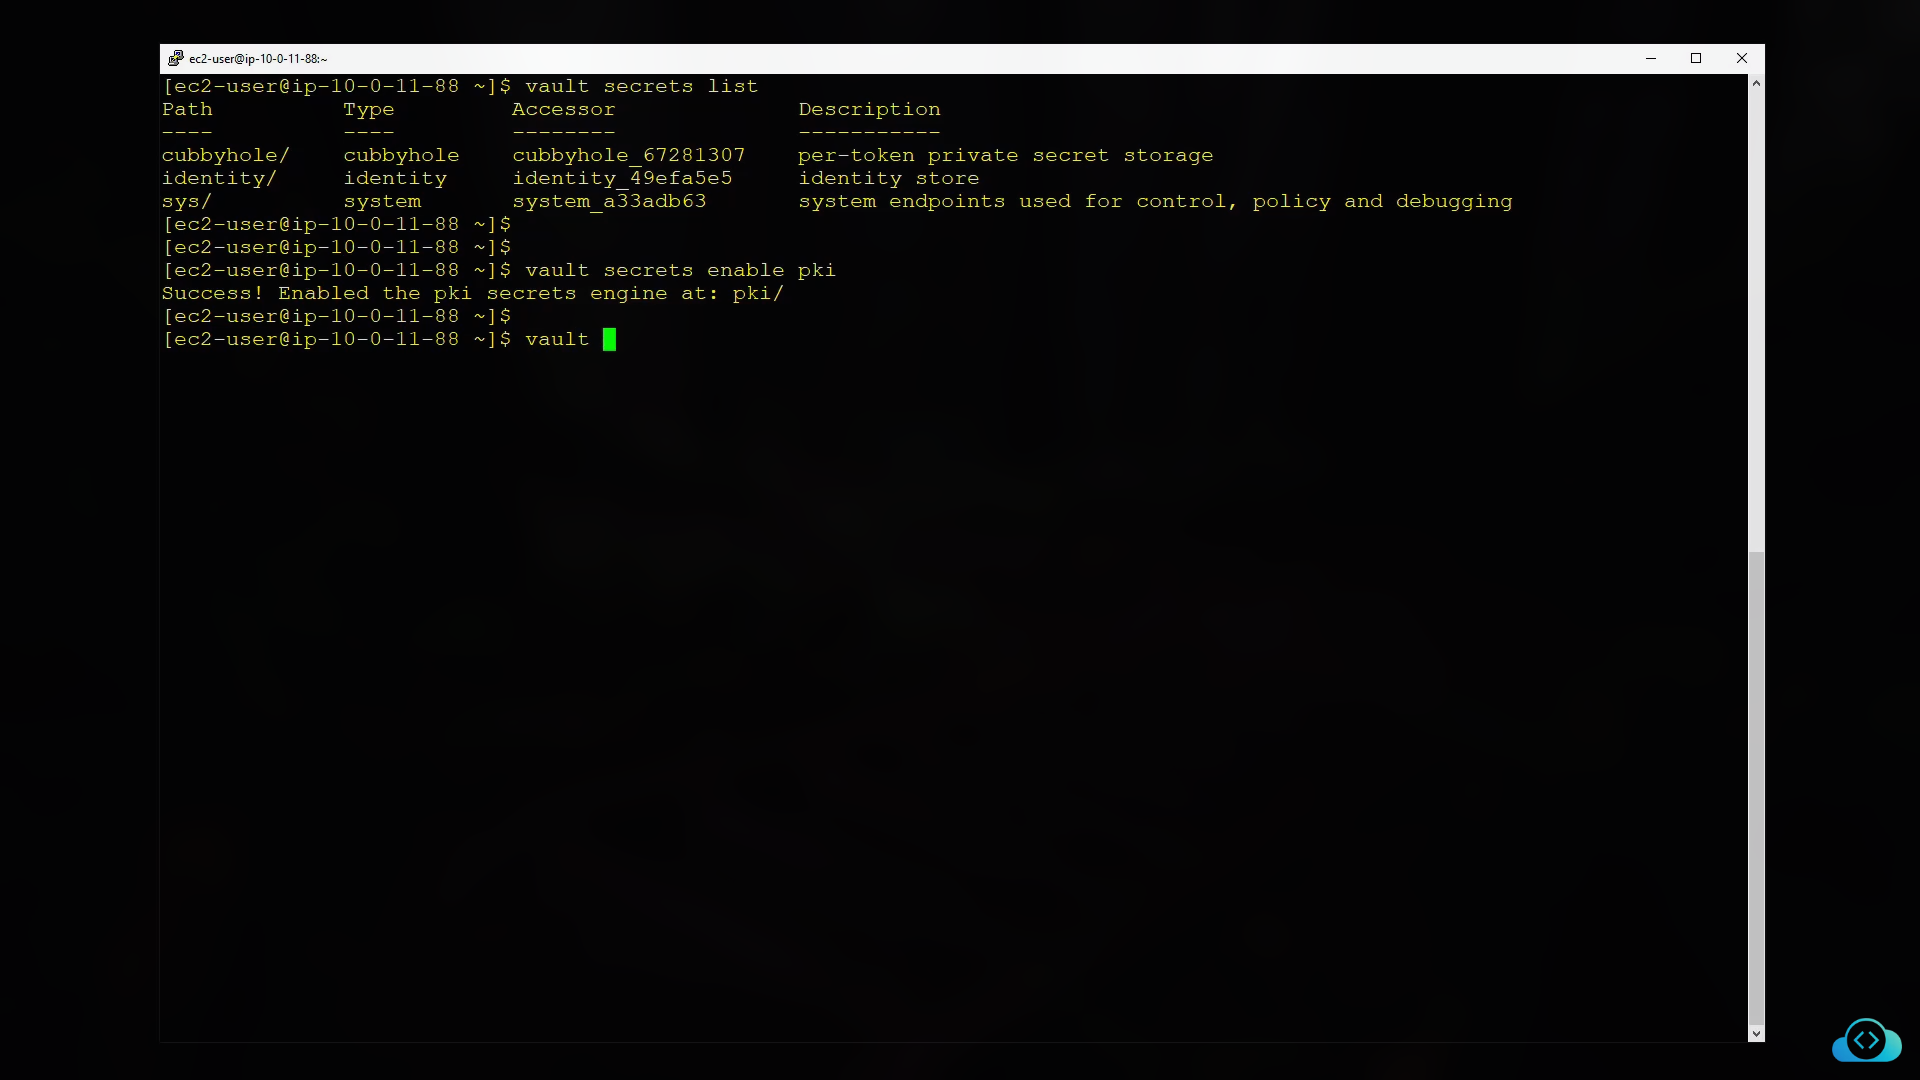 ec2-user@ip-10-0-11-88:~
[ec2-user@ip-10-0-11-88 ~]$ vault secrets list
Path          Type         Accessor              Description
----          ----         --------              -----------
cubbyhole/    cubbyhole    cubbyhole_67281307    per-token private secret storage
identity/     identity     identity_49efa5e5     identity store
sys/          system       system_a33adb63       system endpoints used for control, policy and debugging
[ec2-user@ip-10-0-11-88 ~]$
[ec2-user@ip-10-0-11-88 ~]$
[ec2-user@ip-10-0-11-88 ~]$ vault secrets enable pki
Success! Enabled the pki secrets engine at: pki/
[ec2-user@ip-10-0-11-88 ~]$
[ec2-user@ip-10-0-11-88 ~]$ vault